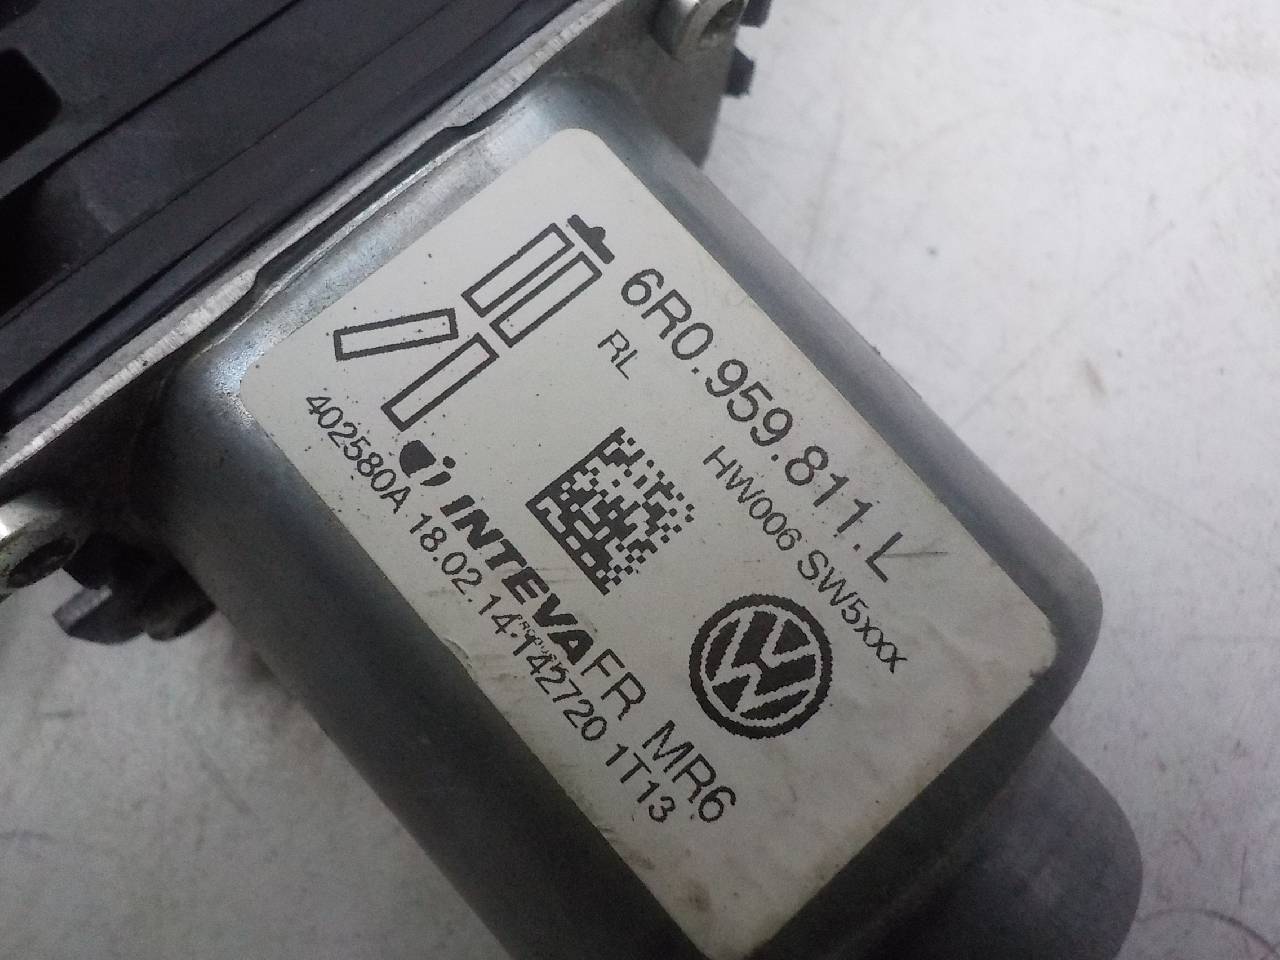 6R0.959.811.L
RL
HW006 SW5xxx
INTEVA
FR MR6
402580A 18.02.14-142720 1T13